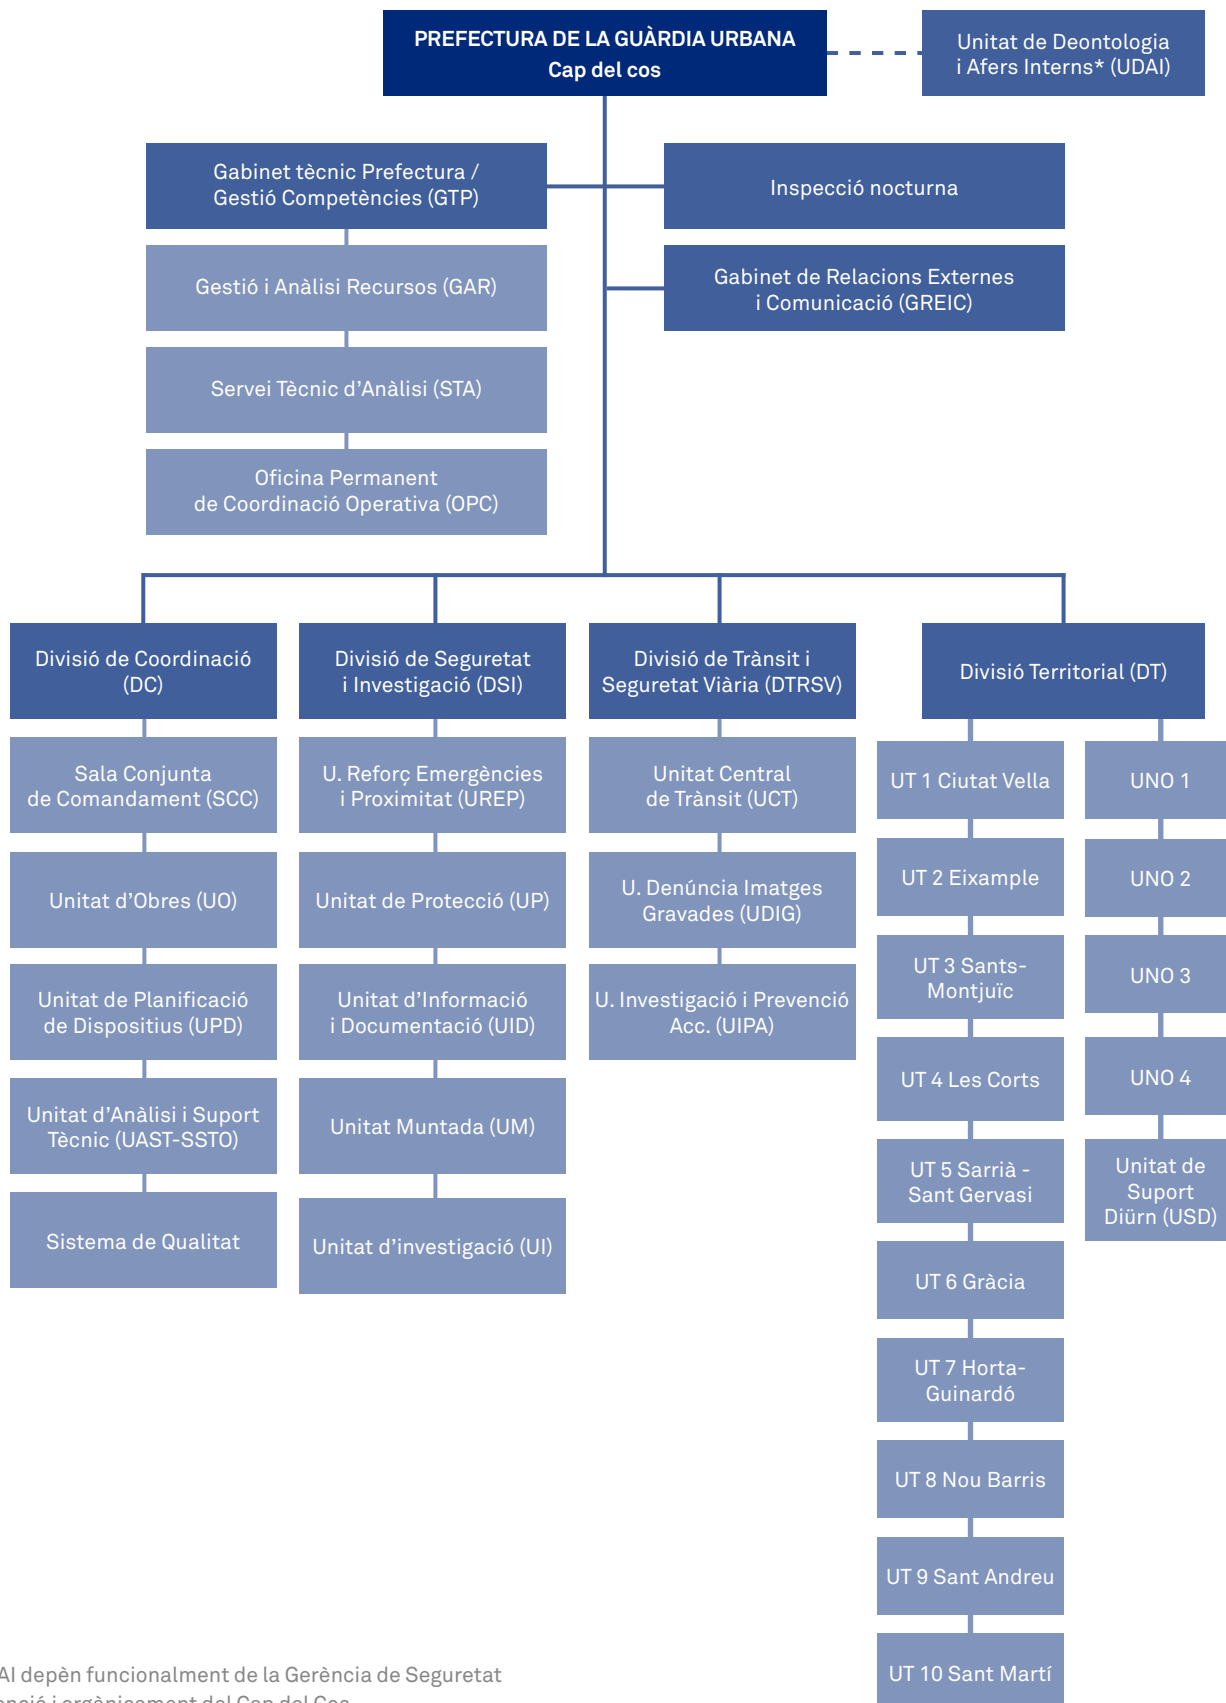 PREFECTURA DE LA GUÀRDIA URBANA
Cap del cos
Unitat de Deontologia
i Afers Interns* (UDAI)
Gabinet tècnic Prefectura /
Gestió Competències (GTP)
Inspecció nocturna
Gestió i Anàlisi Recursos (GAR)
Gabinet de Relacions Externes
i Comunicació (GREIC)
Servei Tècnic d’Anàlisi (STA)
Oficina Permanent
de Coordinació Operativa (OPC)
Divisió de Coordinació
(DC)
Sala Conjunta
de Comandament (SCC)
Unitat d’Obres (UO)
Unitat de Planificació
de Dispositius (UPD)
Unitat d’Anàlisi i Suport
Tècnic (UAST-SSTO)
Sistema de Qualitat
Divisió de Seguretat
i Investigació (DSI)
U. Reforç Emergències
i Proximitat (UREP)
Unitat de Protecció (UP)
Unitat d’Informació
i Documentació (UID)
Unitat Muntada (UM)
Unitat d’investigació (UI)
Divisió de Trànsit i
Seguretat Viària (DTRSV)
Unitat Central
de Trànsit (UCT)
U. Denúncia Imatges
Gravades (UDIG)
U. Investigació i Prevenció
Acc. (UIPA)
Divisió Territorial (DT)
UT 1 Ciutat Vella
UT 2 Eixample
UT 3 Sants-
Montjuïc
UT 4 Les Corts
UT 5 Sarrià -
Sant Gervasi
UT 6 Gràcia
UT 7 Horta-
Guinardó
UT 8 Nou Barris
UT 9 Sant Andreu
UT 10 Sant Martí
UNO 1
UNO 2
UNO 3
UNO 4
Unitat de
Suport
Diürn (USD)
AI depèn funcionalment de la Gerència de Seguretat
i orgànicament del Cap del Cos